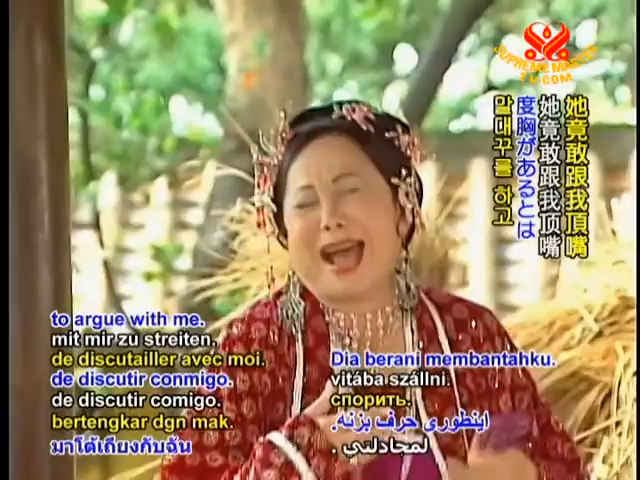 SUPREME MASTER
TV.COM
她竟敢跟我頂嘴
她竟敢跟我顶嘴
度胸があるとは
말대꾸를 하고
to argue with me.
mit mir zu streiten.
de discutailler avec moi.
de discutir conmigo.
de discutir comigo.
bertengkar dgn mak.
มาโต้เถียงกับฉัน
Dia berani membantahku.
vitába szállni.
спорить.
اینطوری حرف بزنه.
لمجادلتي.